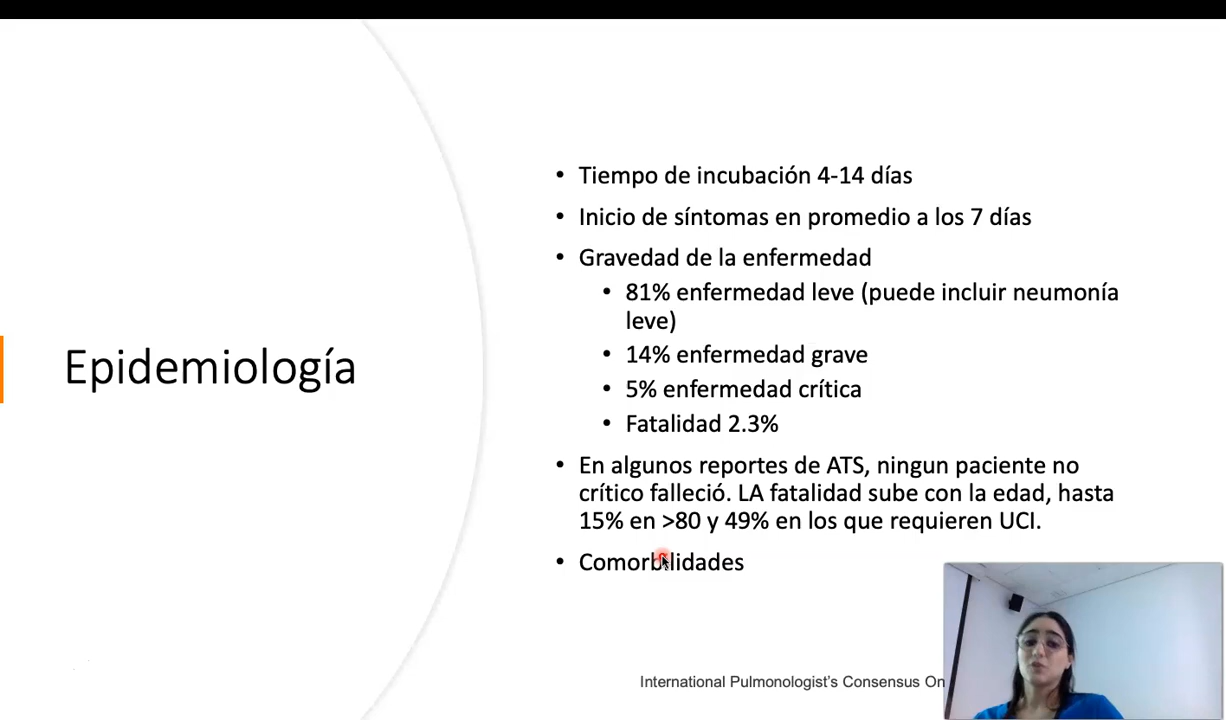 Epidemiología
• Tiempo de incubación 4-14 días
• Inicio de síntomas en promedio a los 7 días
• Gravedad de la enfermedad
• 81% enfermedad leve (puede incluir neumonía
leve)
• 14% enfermedad grave
• 5% enfermedad crítica
• Fatalidad 2.3%
• En algunos reportes de ATS, ningun paciente no
crítico falleció. LA fatalidad sube con la edad, hasta
15% en >80 y 49% en los que requieren UCI.
• Comorbilidades
International Pulmonologist’s Consensus On